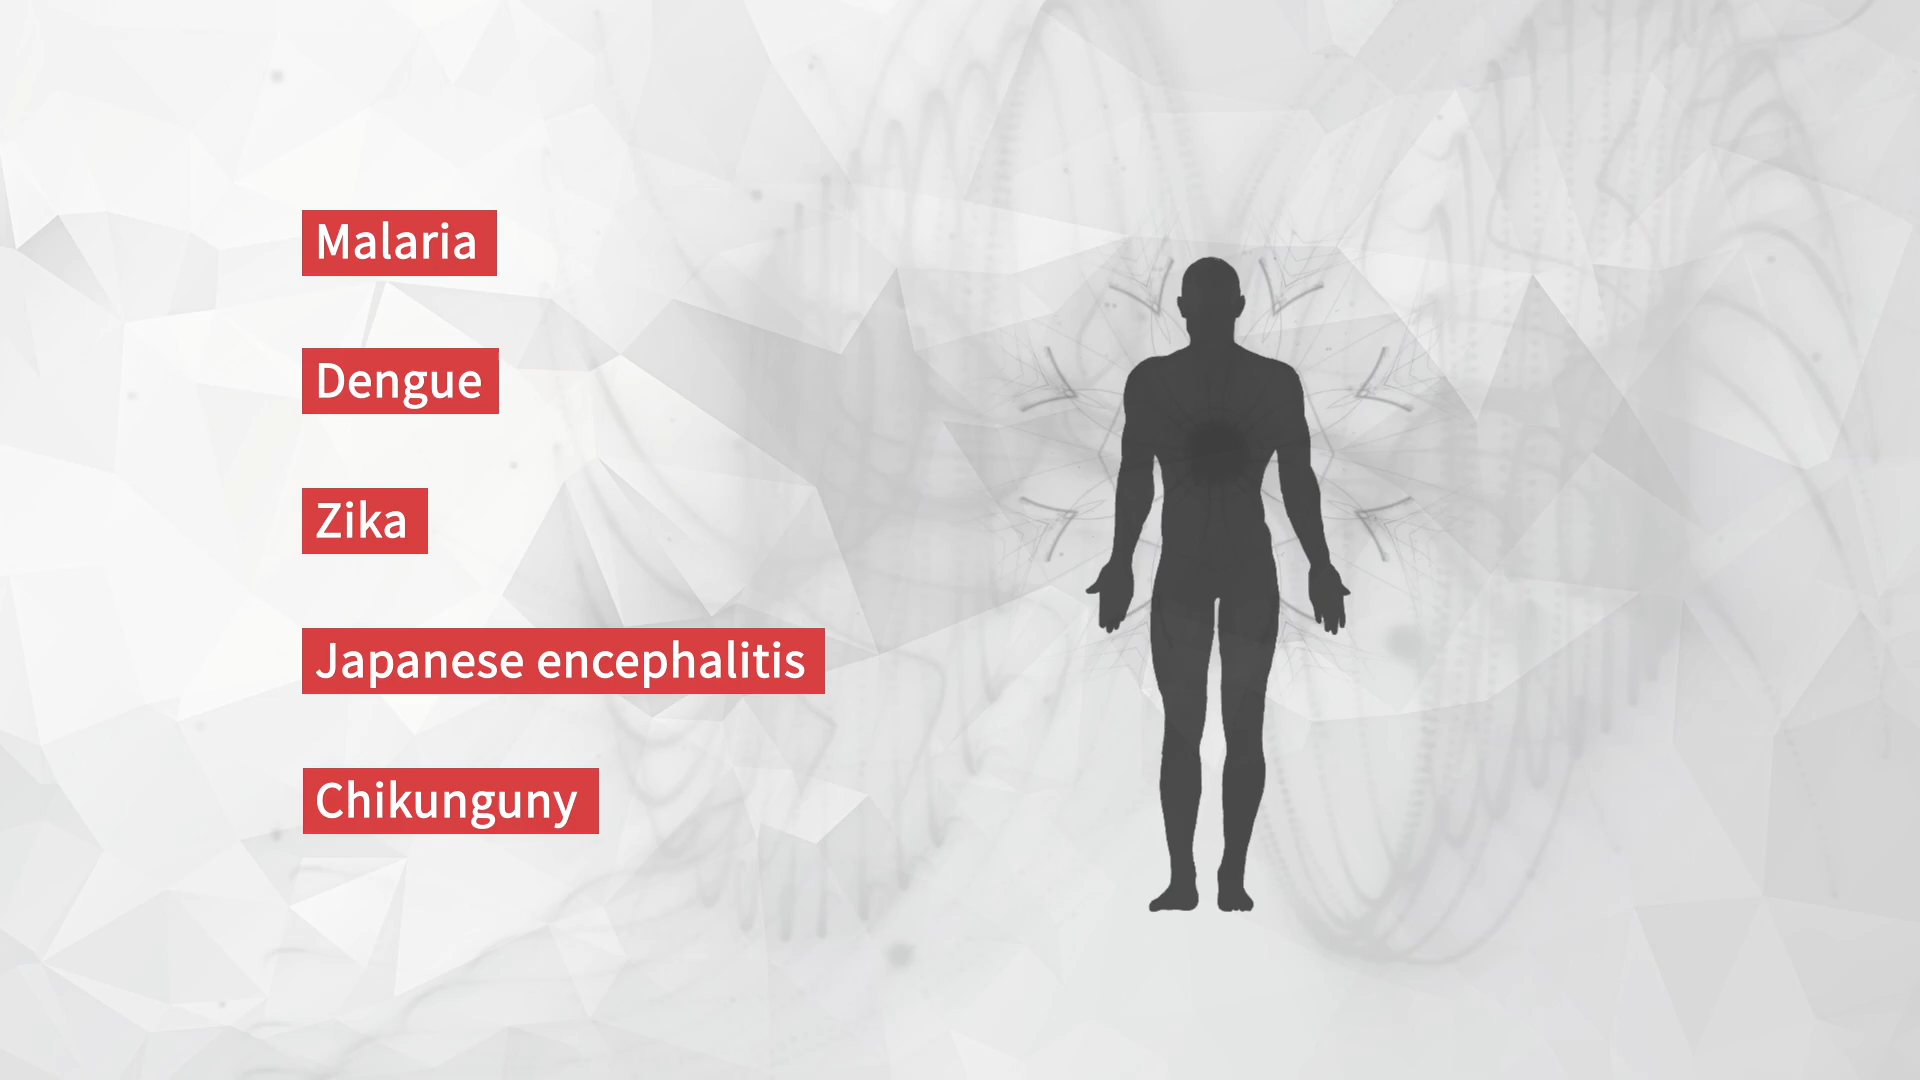 Malaria
Dengue
Zika
Japanese encephalitis
Chikunguny